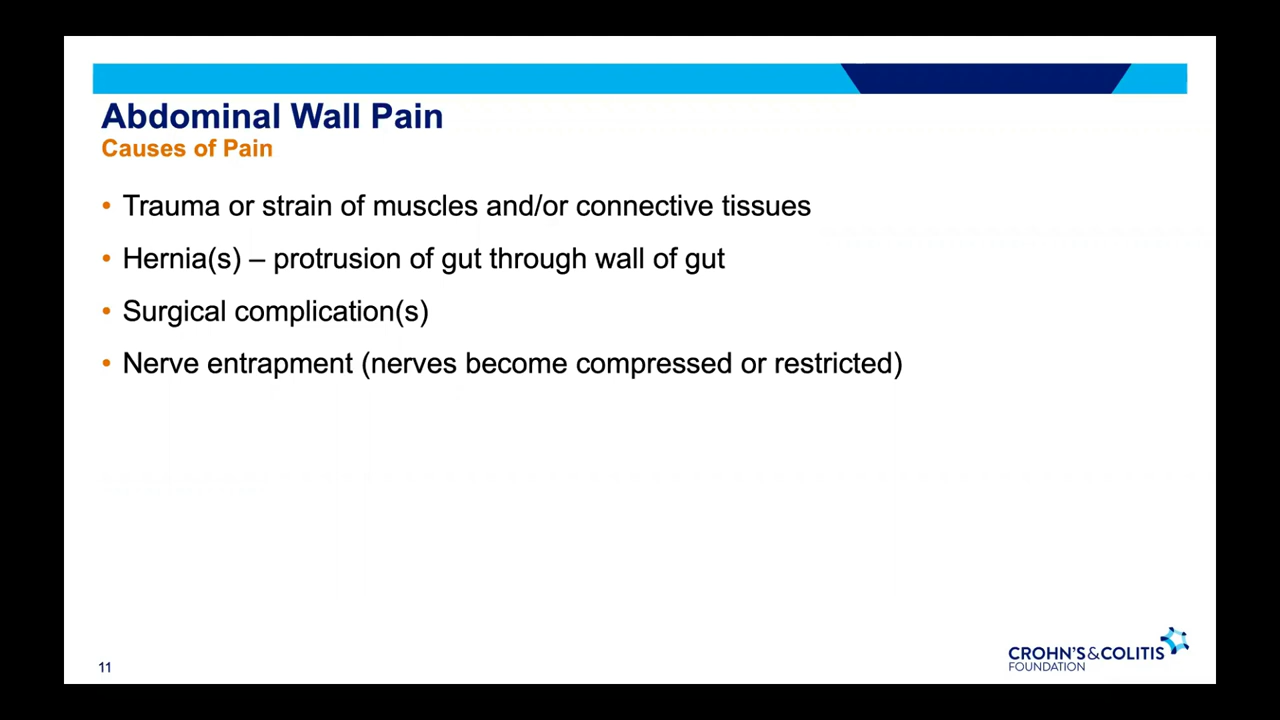 Abdominal Wall Pain
Causes of Pain
• Trauma or strain of muscles and/or connective tissues
• Hernia(s) – protrusion of gut through wall of gut
• Surgical complication(s)
• Nerve entrapment (nerves become compressed or restricted)
11
CROHN'S & COLITIS
FOUNDATION